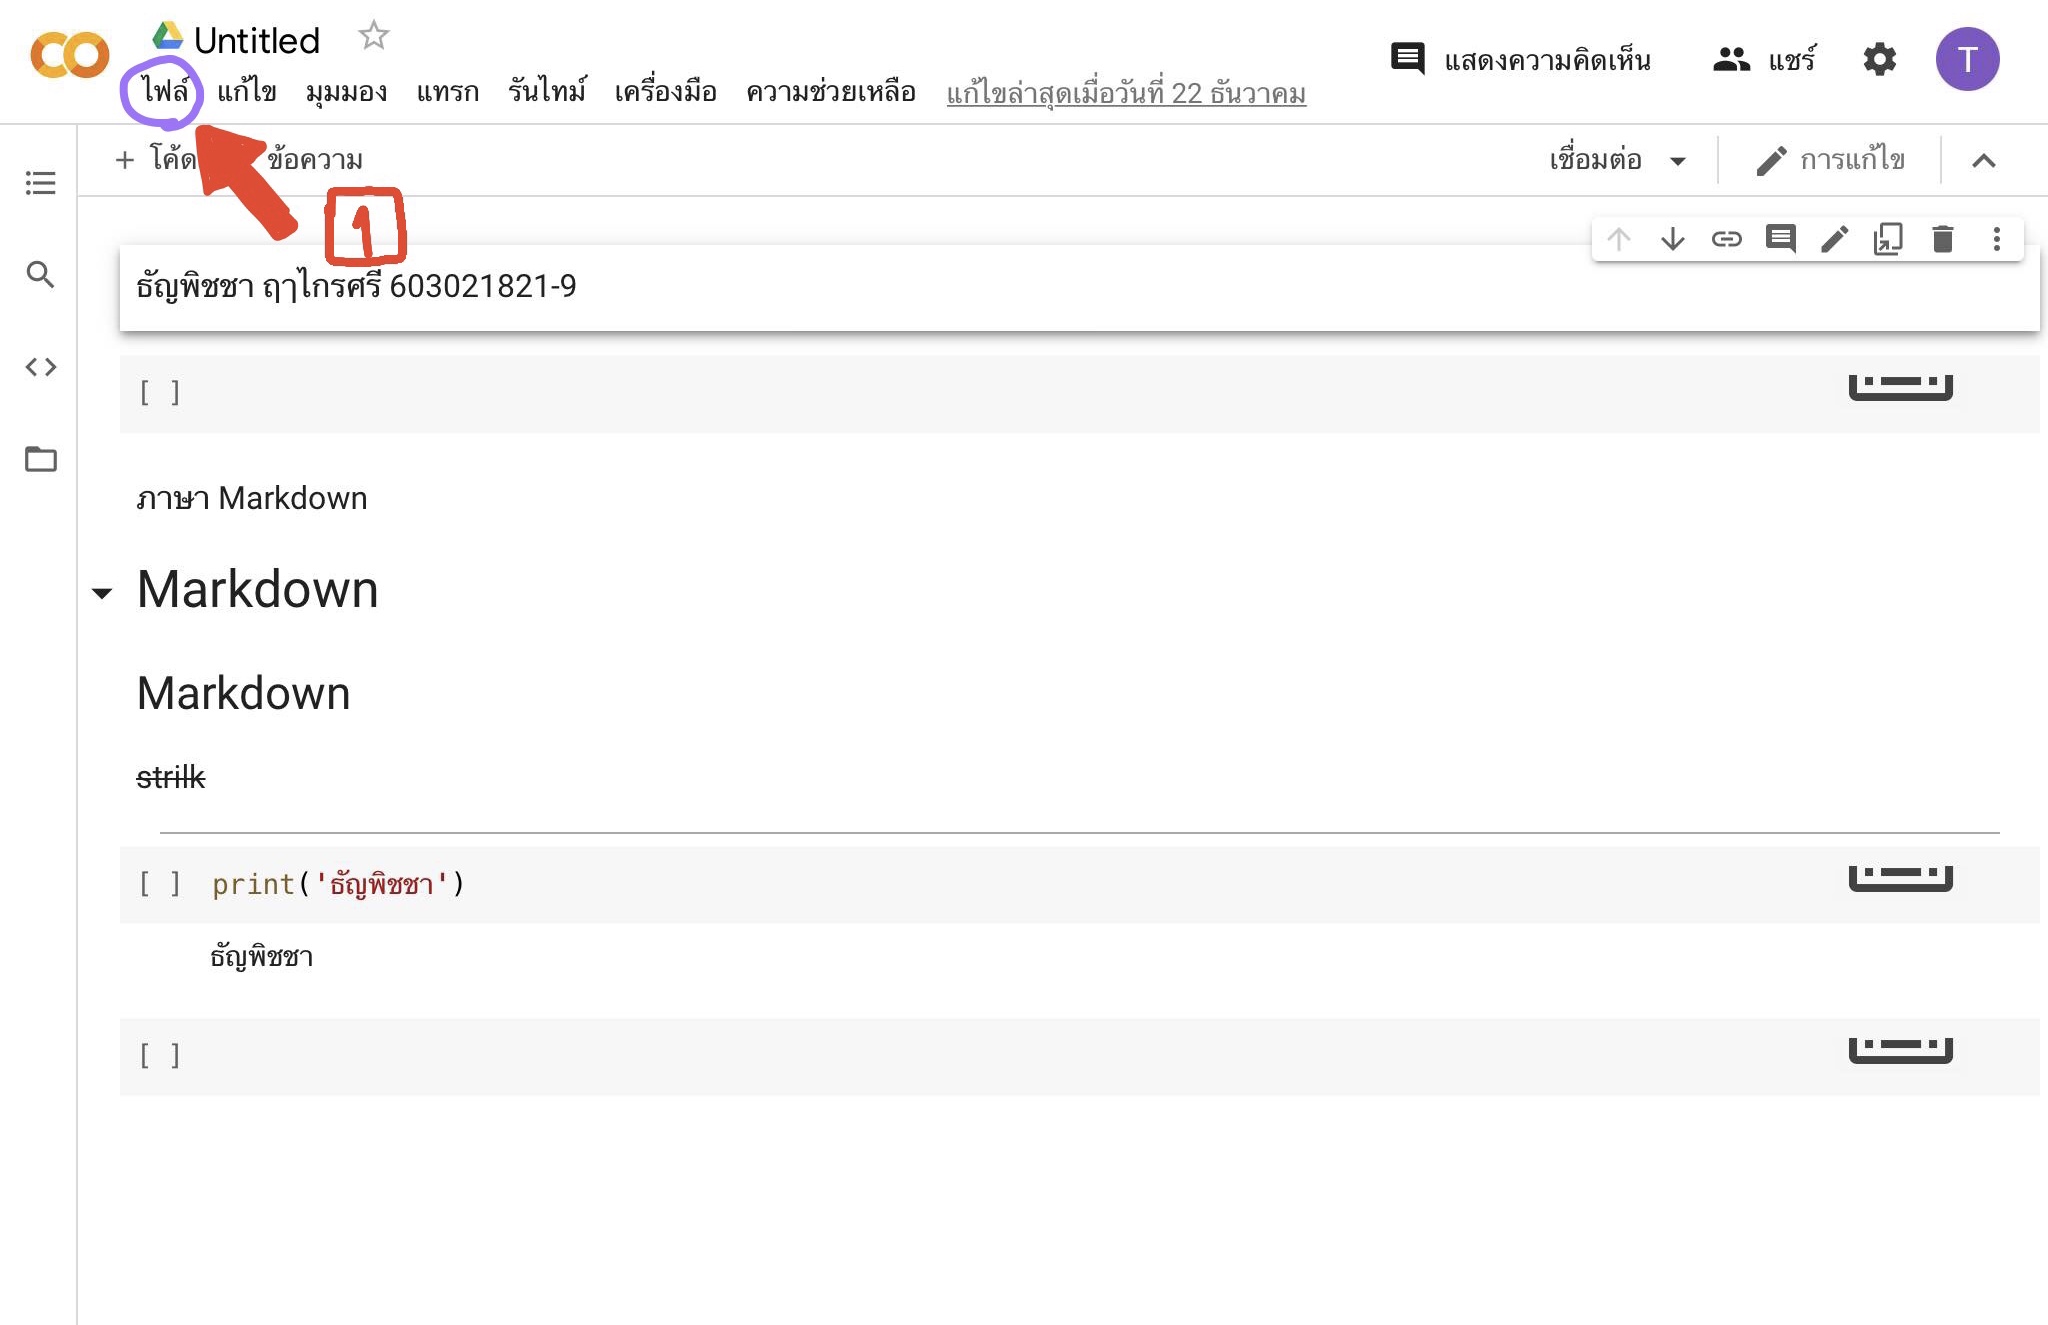 Untitled
ไฟล์ แก้ไข มุมมอง แทรก รันไทม์ เครื่องมือ ความช่วยเหลือ แก้ไขล่าสุดเมื่อวันที่ 22 ธันวาคม
แสดงความคิดเห็น แชร์ T
+ โค้ด ข้อความ เชื่อมต่อ การแก้ไข
1
ธัญพิชชา ฤๅไกรศรี 603021821-9
[ ]
ภาษา Markdown
Markdown
Markdown
strilk
[ ] print('ธัญพิชชา')
ธัญพิชชา
[ ]